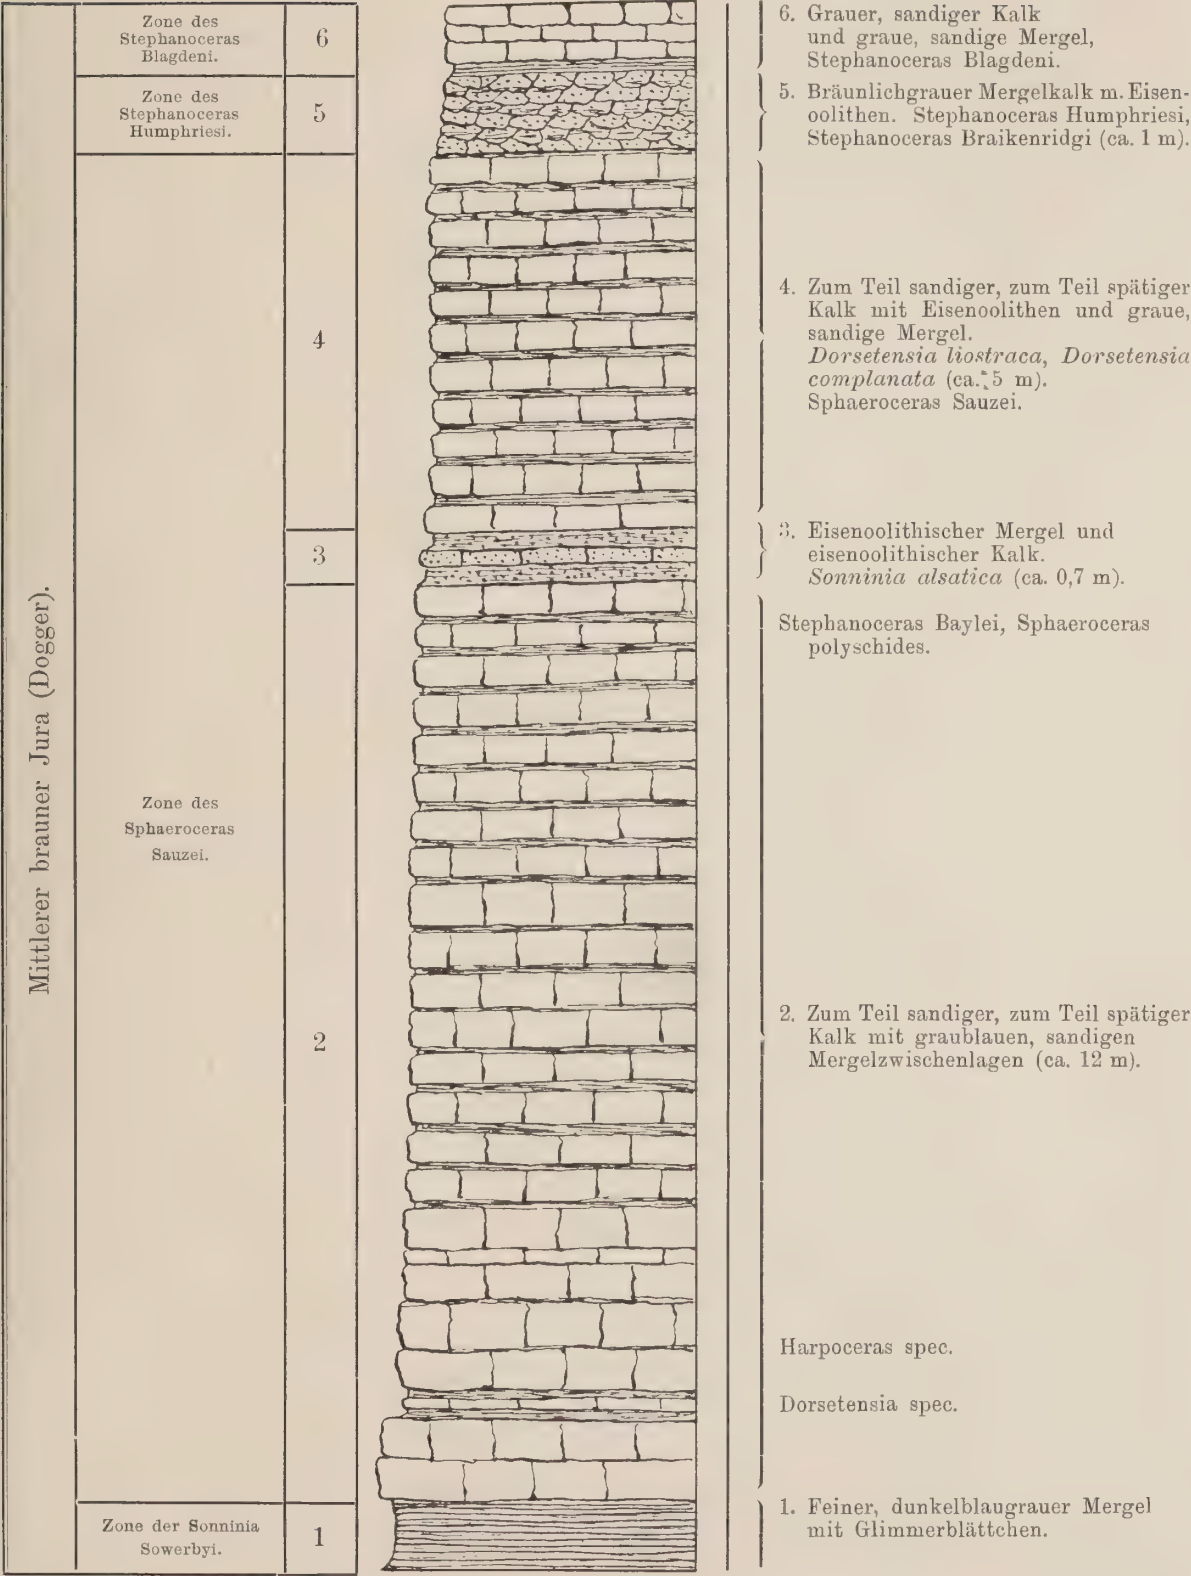 Mittlerer brauner Jura (Dogger).
Zone des
Stephanoceras
Blagdeni.
6
Zone des
Stephanoceras
Humphriesi.
5
Zone des
Sphaeroceras
Sauzei.
4
3
2
Zone der Sonninia
Sowerbyi.
1
6. Grauer, sandiger Kalk
und graue, sandige Mergel,
Stephanoceras Blagdeni.
5. Bräunlichgrauer Mergelkalk m. Eisen-
oolithen. Stephanoceras Humphriesi,
Stephanoceras Braikenridgi (ca. 1 m).
4. Zum Teil sandiger, zum Teil spätiger
Kalk mit Eisenoolithen und graue,
sandige Mergel.
Dorsetensia liostraca, Dorsetensia
complanata (ca. 5 m).
Sphaeroceras Sauzei.
3. Eisenoolithischer Mergel und
eisenoolithischer Kalk.
Sonninia alsatica (ca. 0,7 m).
Stephanoceras Baylei, Sphaeroceras
polyschides.
2. Zum Teil sandiger, zum Teil spätiger
Kalk mit graublauen, sandigen
Mergelzwischenlagen (ca. 12 m).
Harpoceras spec.
Dorsetensia spec.
1. Feiner, dunkelblaugrauer Mergel
mit Glimmerblättchen.